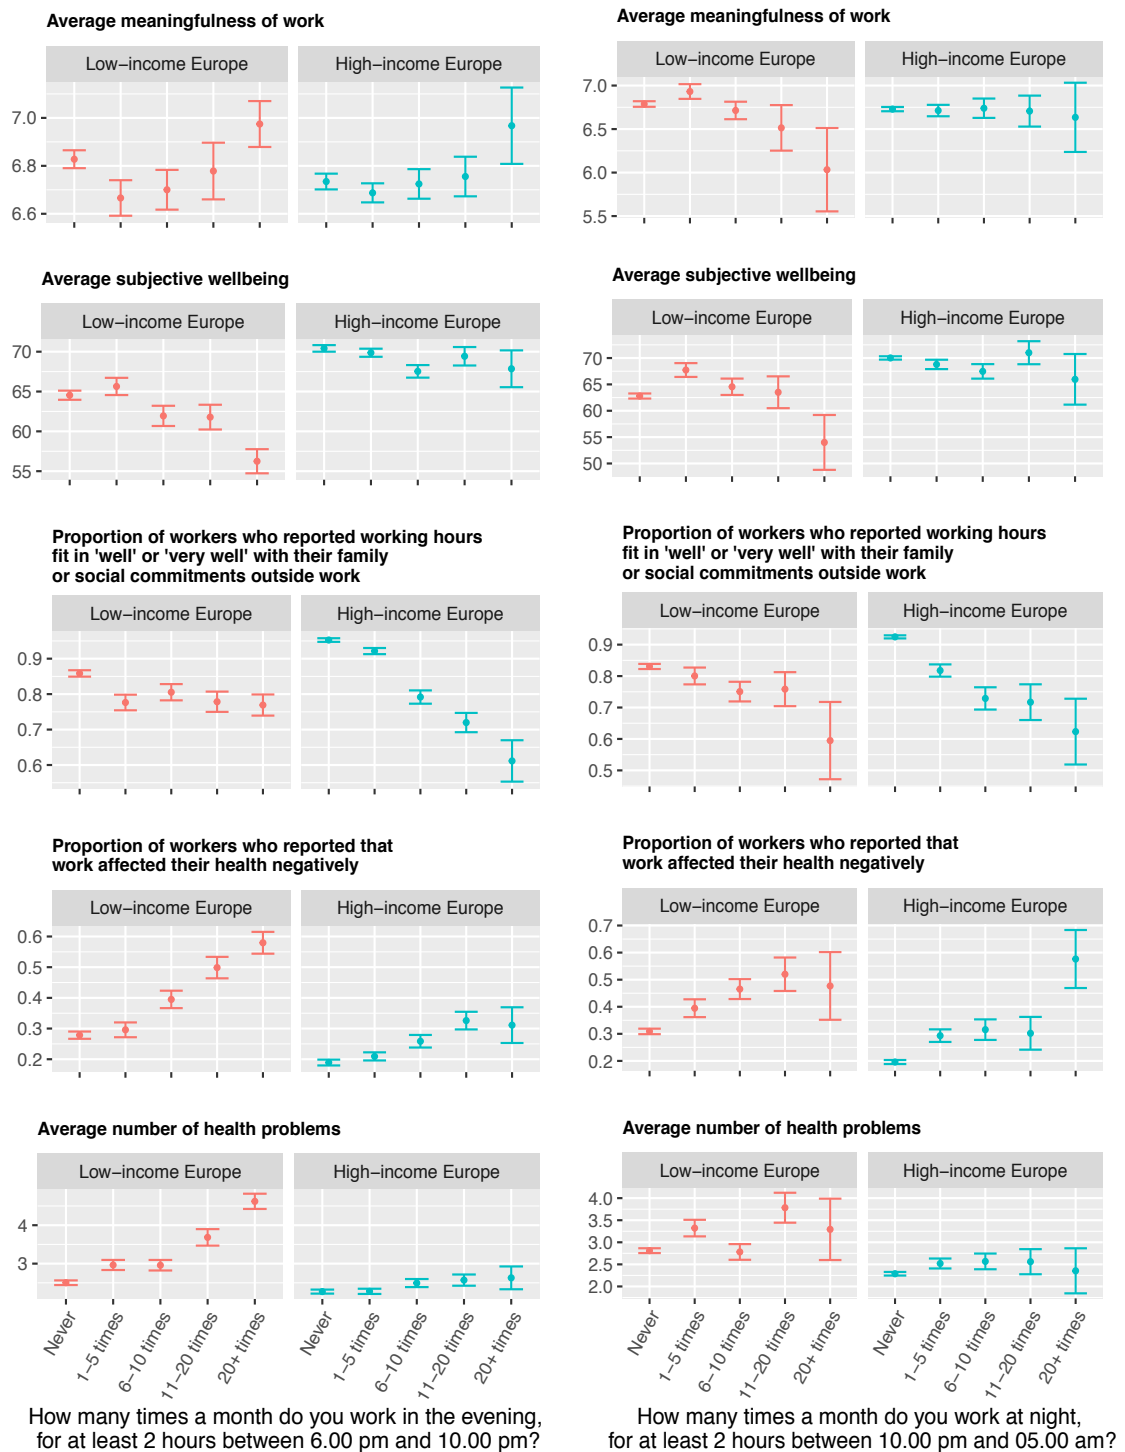 Average meaningfulness of work
Low−income Europe
High−income Europe
7.0
6.8
6.6
Average subjective wellbeing
Low−income Europe
High−income Europe
70
65
60
55
Proportion of workers who reported working hours
fit in 'well' or 'very well' with their family
or social commitments outside work
Low−income Europe
High−income Europe
0.9
0.8
0.7
0.6
Proportion of workers who reported that
work affected their health negatively
Low−income Europe
High−income Europe
0.6
0.5
0.4
0.3
0.2
Average number of health problems
Low−income Europe
High−income Europe
4
3
Never
1−5 times
6−10 times
11−20 times
20+ times
Never
1−5 times
6−10 times
11−20 times
20+ times
How many times a month do you work in the evening,
for at least 2 hours between 6.00 pm and 10.00 pm?
Average meaningfulness of work
Low−income Europe
High−income Europe
7.0
6.5
6.0
5.5
Average subjective wellbeing
Low−income Europe
High−income Europe
70
65
60
55
50
Proportion of workers who reported working hours
fit in 'well' or 'very well' with their family
or social commitments outside work
Low−income Europe
High−income Europe
0.9
0.8
0.7
0.6
0.5
Proportion of workers who reported that
work affected their health negatively
Low−income Europe
High−income Europe
0.7
0.6
0.5
0.4
0.3
0.2
Average number of health problems
Low−income Europe
High−income Europe
4.0
3.5
3.0
2.5
2.0
Never
1−5 times
6−10 times
11−20 times
20+ times
Never
1−5 times
6−10 times
11−20 times
20+ times
How many times a month do you work at night,
for at least 2 hours between 10.00 pm and 05.00 am?